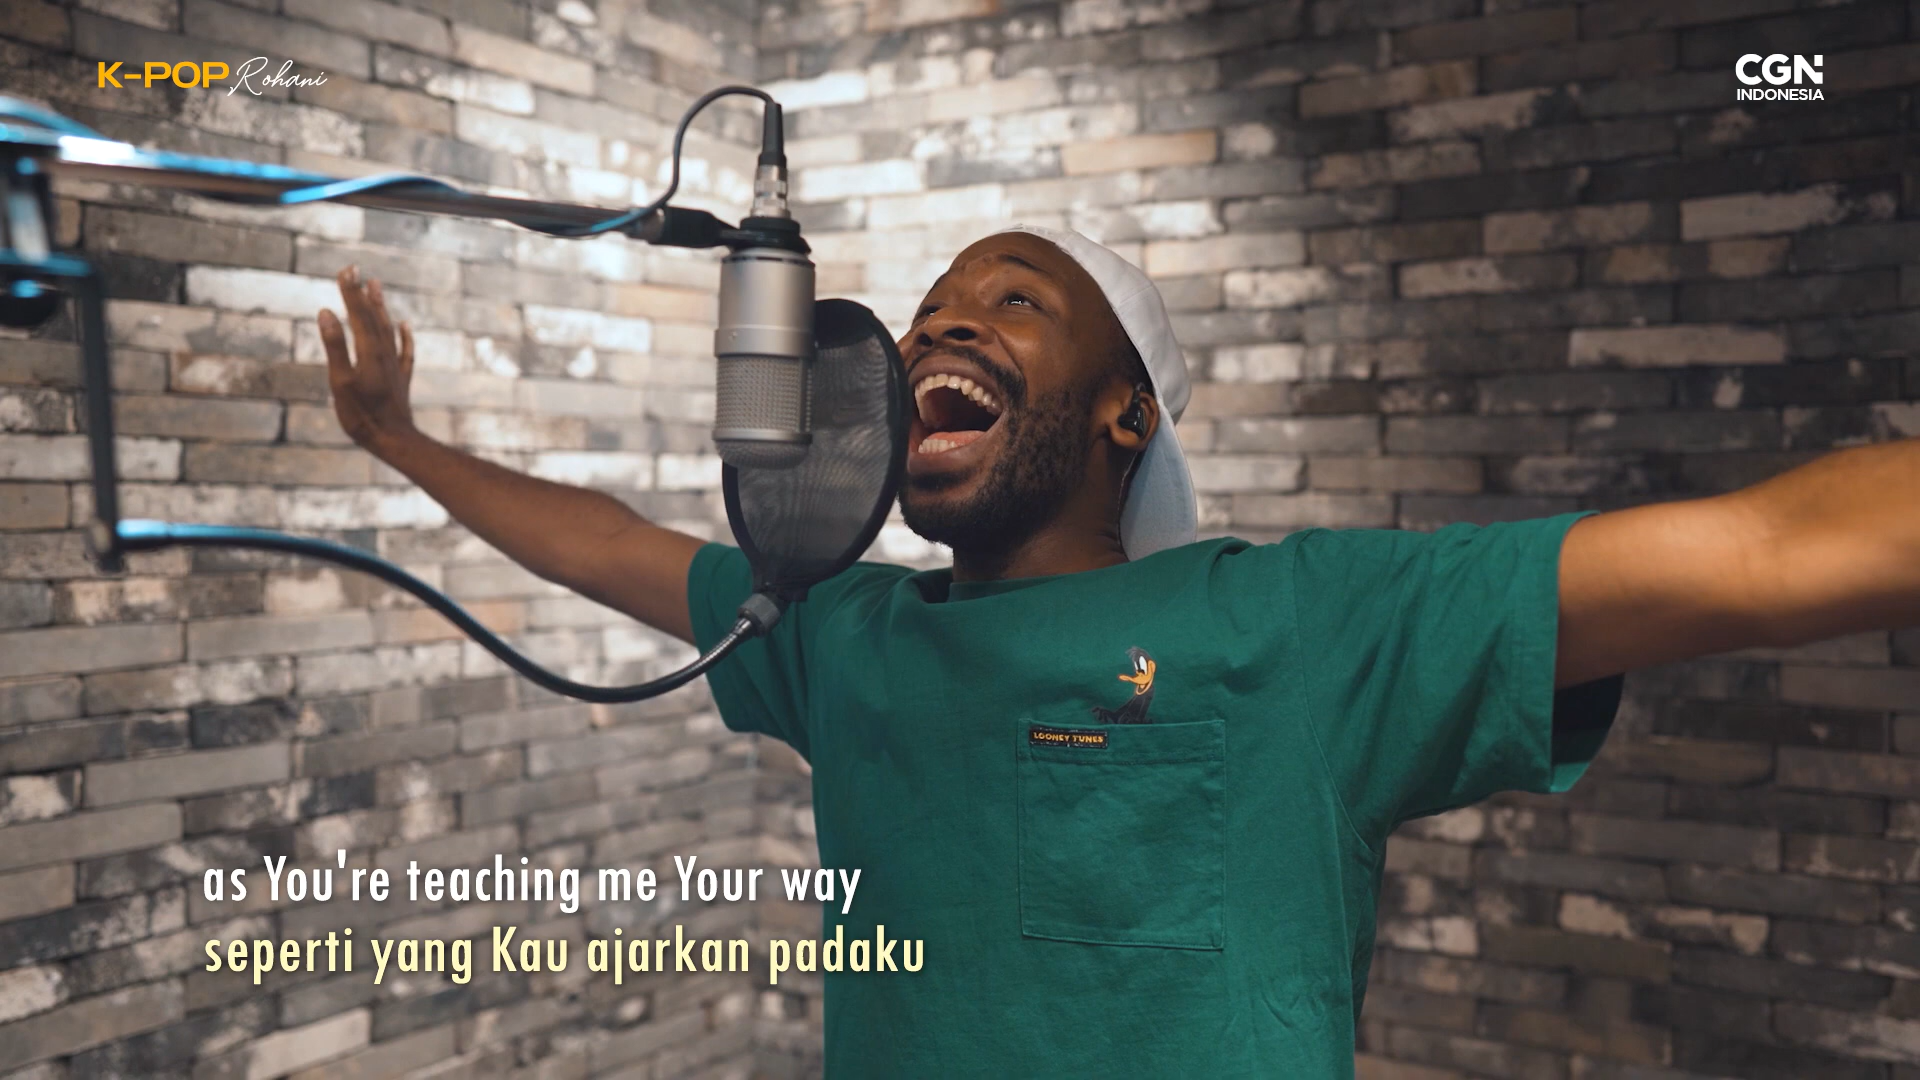 K-POP Rohani
CGN
INDONESIA
LOONEY TUNES
as You're teaching me Your way
seperti yang Kau ajarkan padaku